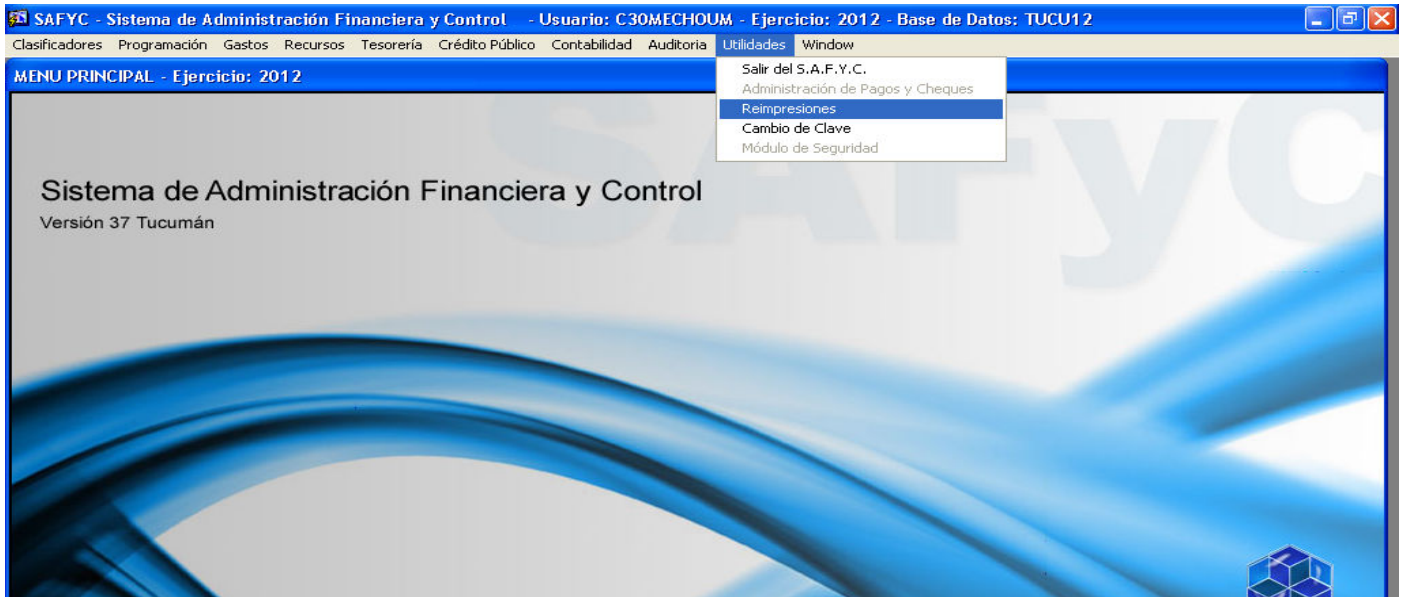 SAFYC - Sistema de Administración Financiera y Control - Usuario: C30MECHOUM - Ejercicio: 2012 - Base de Datos: TUCU12
Clasificadores Programación Gastos Recursos Tesorería Crédito Público Contabilidad Auditoria Utilidades Window
MENU PRINCIPAL - Ejercicio: 2012
Salir del S.A.F.Y.C.
Administración de Pagos y Cheques
Reimpresiones
Cambio de Clave
Módulo de Seguridad
SAFyC
Sistema de Administración Financiera y Control
Versión 37 Tucumán